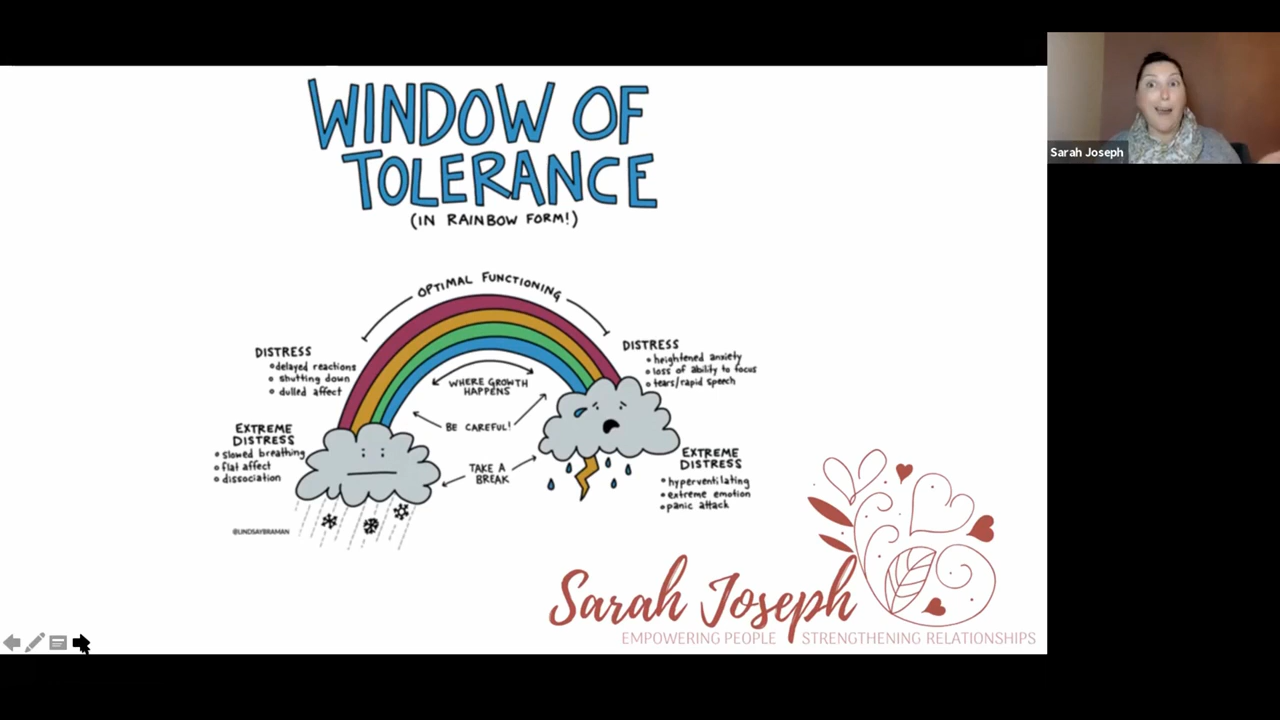 WINDOW OF
TOLERANCE
(IN RAINBOW FORM!)
OPTIMAL FUNCTIONING
DISTRESS
delayed reactions
shutting down
dulled affect
EXTREME
DISTRESS
slowed breathing
flat affect
dissociation
WHERE GROWTH
HAPPENS
BE CAREFUL!
TAKE A
BREAK
DISTRESS
heightened anxiety
loss of ability to focus
tears/rapid speech
EXTREME
DISTRESS
hyperventilating
extreme emotion
panic attack
@LINDSAYBRAMAN
Sarah Joseph
EMPOWERING PEOPLE STRENGTHENING RELATIONSHIPS
Sarah Joseph